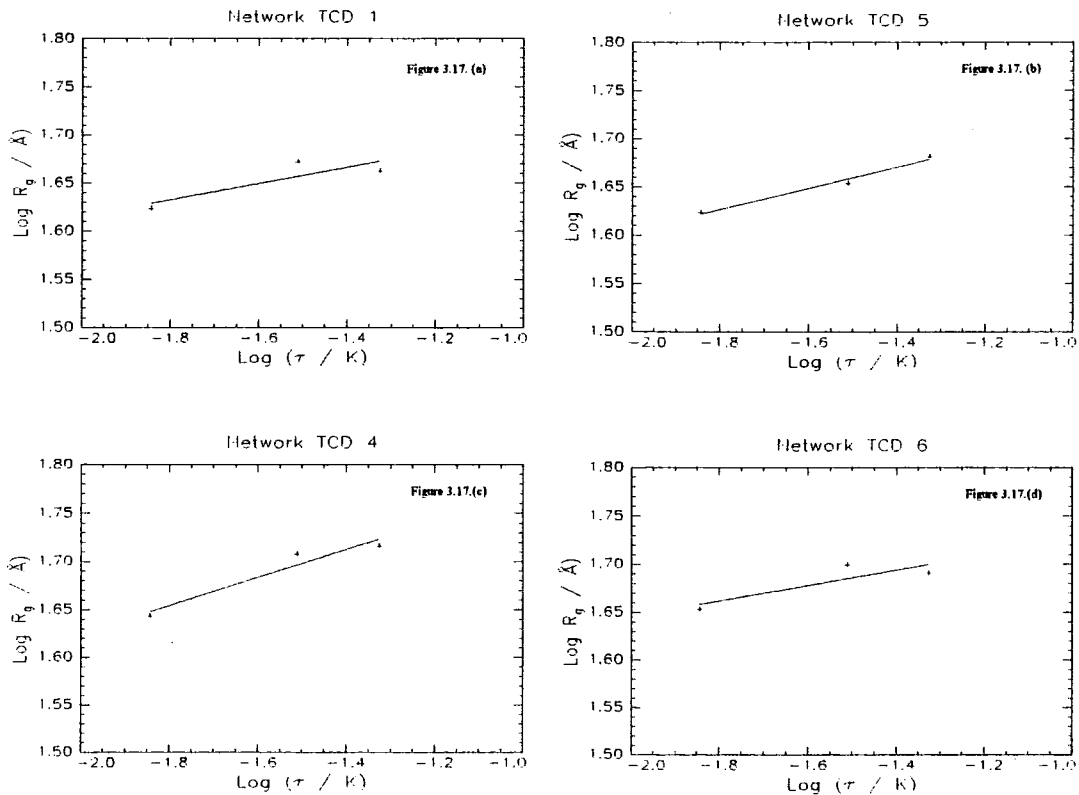 Network TCD 1
Figure 3.17. (a)
Log R_g / Å
1.80
1.75
1.70
1.65
1.60
1.55
1.50
−2.0 −1.8 −1.6 −1.4 −1.2 −1.0
Log (τ / K)
Network TCD 5
Figure 3.17. (b)
Log R_g / Å
1.80
1.75
1.70
1.65
1.60
1.55
1.50
−2.0 −1.8 −1.6 −1.4 −1.2 −1.0
Log (τ / K)
Network TCD 4
Figure 3.17.(c)
Log R_g / Å
1.80
1.75
1.70
1.65
1.60
1.55
1.50
−2.0 −1.8 −1.6 −1.4 −1.2 −1.0
Log (τ / K)
Network TCD 6
Figure 3.17.(d)
Log R_g / Å
1.80
1.75
1.70
1.65
1.60
1.55
1.50
−2.0 −1.8 −1.6 −1.4 −1.2 −1.0
Log (τ / K)